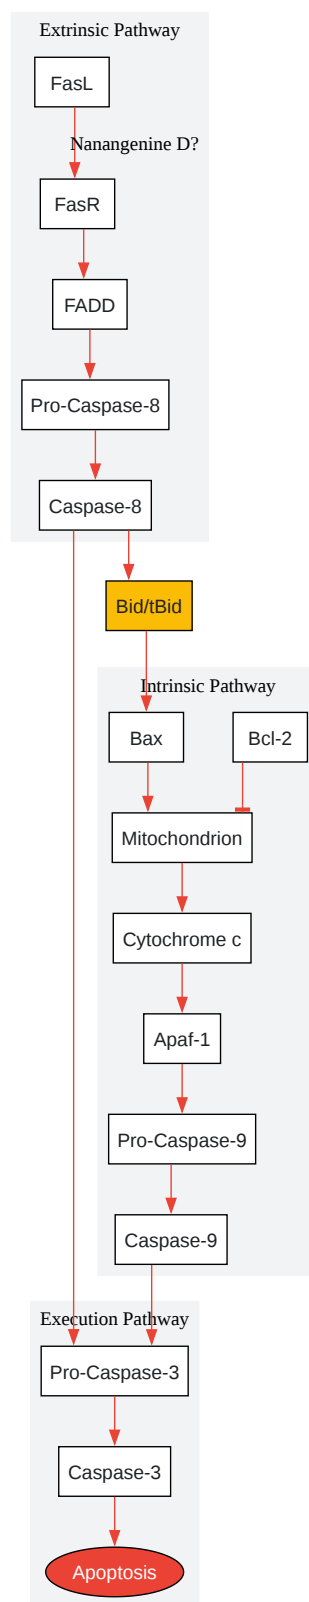 Extrinsic Pathway
FasL
Nanangenine D?
FasR
FADD
Pro-Caspase-8
Caspase-8
Bid/tBid
Intrinsic Pathway
Bax
Bcl-2
Mitochondrion
Cytochrome c
Apaf-1
Pro-Caspase-9
Caspase-9
Execution Pathway
Pro-Caspase-3
Caspase-3
Apoptosis